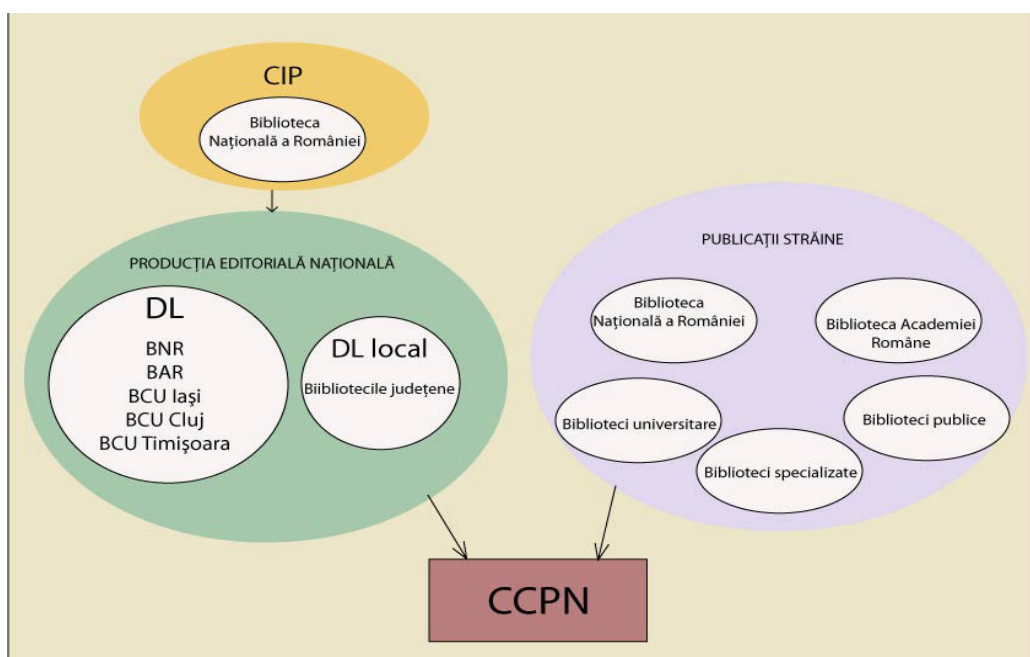 CIP
Biblioteca
Națională a României
PRODUCȚIA EDITORIALĂ NAȚIONALĂ
DL
BNR
BAR
BCU Iași
BCU Cluj
BCU Timișoara
DL local
Biibliotecile județene
PUBLICAȚII STRĂINE
Biblioteca
Națională a României
Biblioteca Academiei
Române
Biblioteci universitare
Biblioteci publice
Biblioteci specializate
CCPN